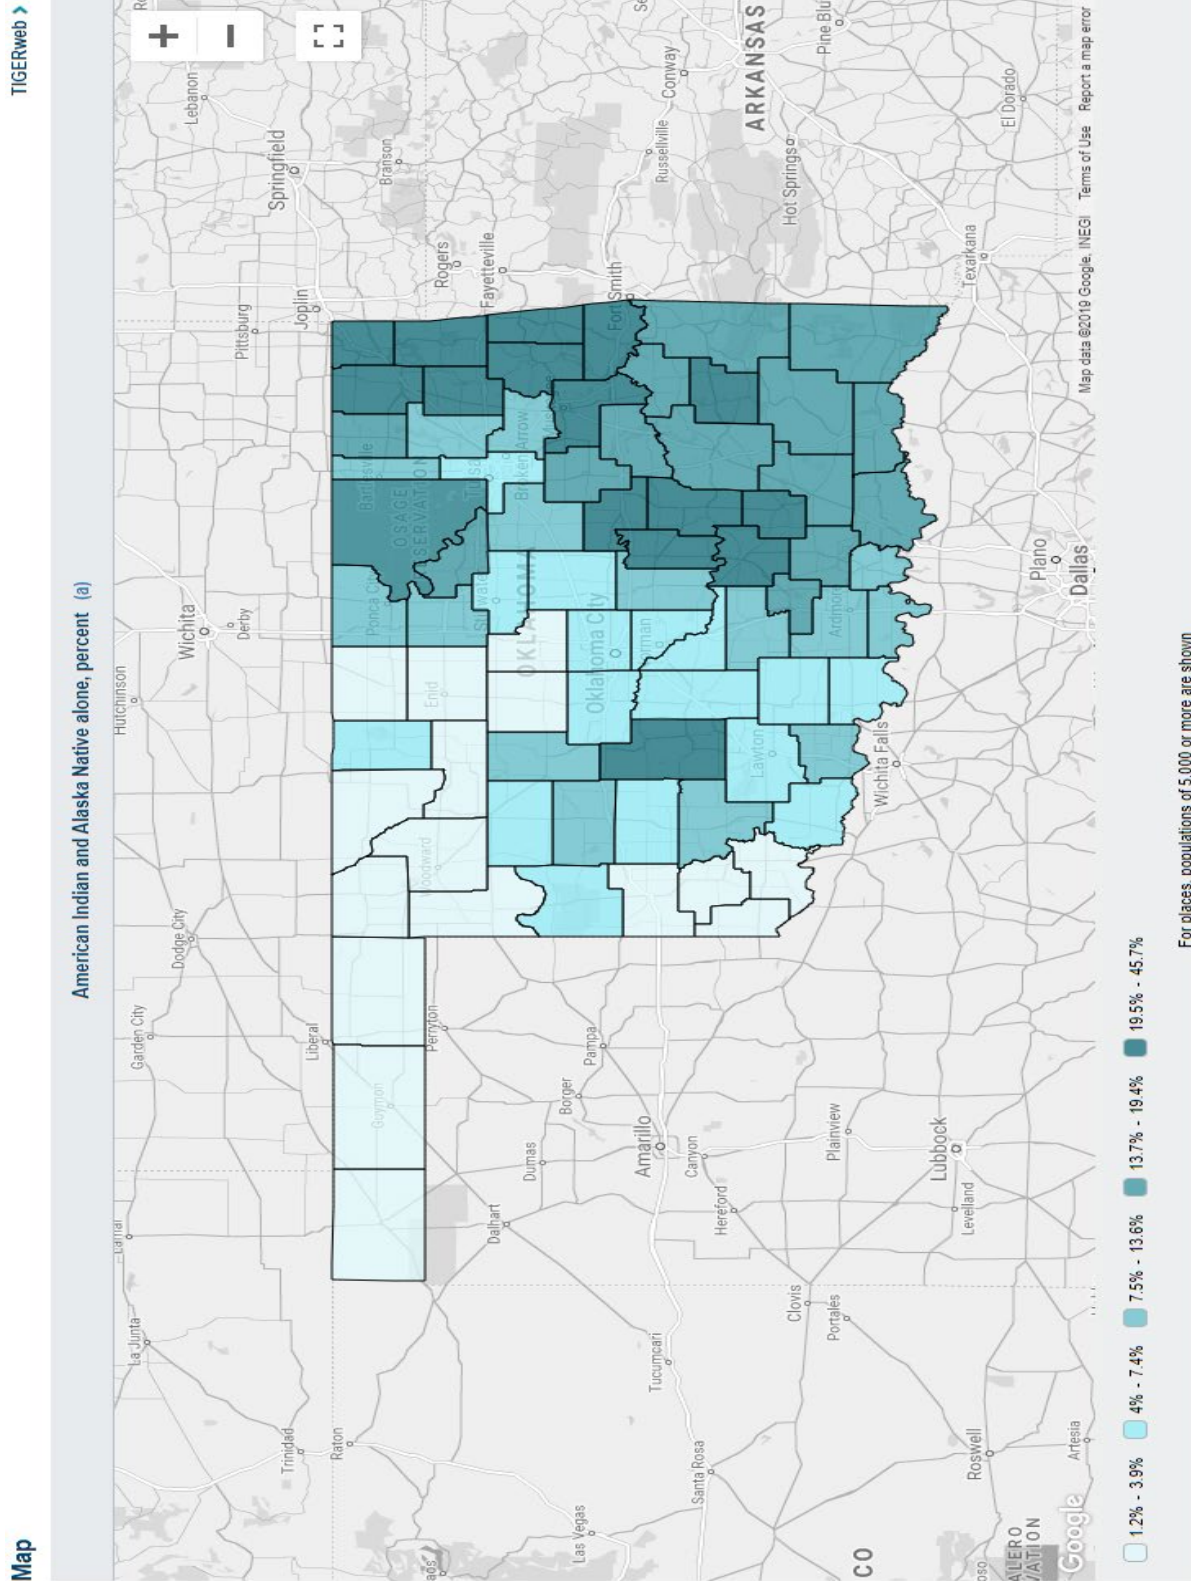 Map
TIGERweb ❯
American Indian and Alaska Native alone, percent (a)
+
−
Lamar
La Junta
Trinidad
Raton
Las Vegas
Santa Rosa
Tucumcari
Clovis
Portales
Roswell
Artesia
Garden City
Dodge City
Liberal
Hutchinson
Wichita
Derby
Pittsburg
Joplin
Springfield
Lebanon
Branson
Rogers
Fayetteville
Fort Smith
Russellville
Conway
ARKANSAS
Pine Blu
Hot Springs
El Dorado
Texarkana
Guymon
Perryton
Dalhart
Dumas
Borger
Pampa
Amarillo
Canyon
Hereford
Plainview
Lubbock
Levelland
Woodward
Enid
Ponca City
Bartlesville
OSAGE
RESERVATION
Stillwater
Tulsa
Broken Arrow
OKLAHOMA
Oklahoma City
Norman
Lawton
Ardmore
Wichita Falls
Plano
Dallas
CO
Google
Map data ©2019 Google, INEGI Terms of Use Report a map error
1.2% - 3.9% 4% - 7.4% 7.5% - 13.6% 13.7% - 19.4% 19.5% - 45.7%
For places, populations of 5,000 or more are shown